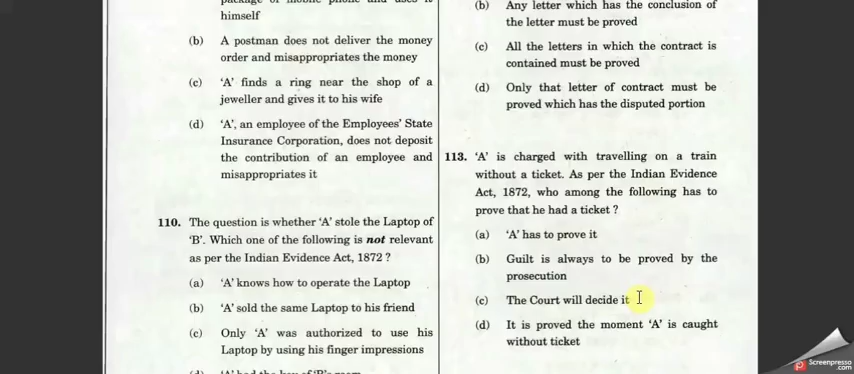 himself
(b) A postman does not deliver the money
order and misappropriates the money
(c) 'A' finds a ring near the shop of a
jeweller and gives it to his wife
(d) 'A', an employee of the Employees' State
Insurance Corporation, does not deposit
the contribution of an employee and
misappropriates it
110. The question is whether 'A' stole the Laptop of
'B'. Which one of the following is not relevant
as per the Indian Evidence Act, 1872 ?
(a) 'A' knows how to operate the Laptop
(b) 'A' sold the same Laptop to his friend
(c) Only 'A' was authorized to use his
Laptop by using his finger impressions
(b) Any letter which has the conclusion of
the letter must be proved
(c) All the letters in which the contract is
contained must be proved
(d) Only that letter of contract must be
proved which has the disputed portion
113. 'A' is charged with travelling on a train
without a ticket. As per the Indian Evidence
Act, 1872, who among the following has to
prove that he had a ticket ?
(a) 'A' has to prove it
(b) Guilt is always to be proved by the
prosecution
(c) The Court will decide it
(d) It is proved the moment 'A' is caught
without ticket
Screenpresso